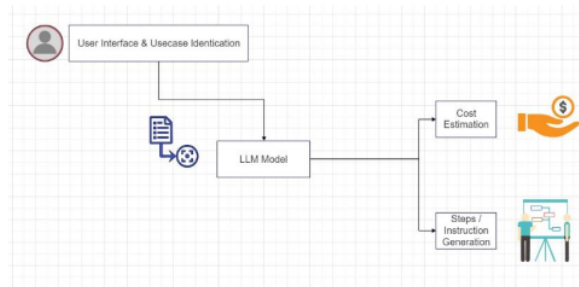 User Interface & Usecase Identication
LLM Model
Cost
Estimation
$
Steps /
Instruction
Generation